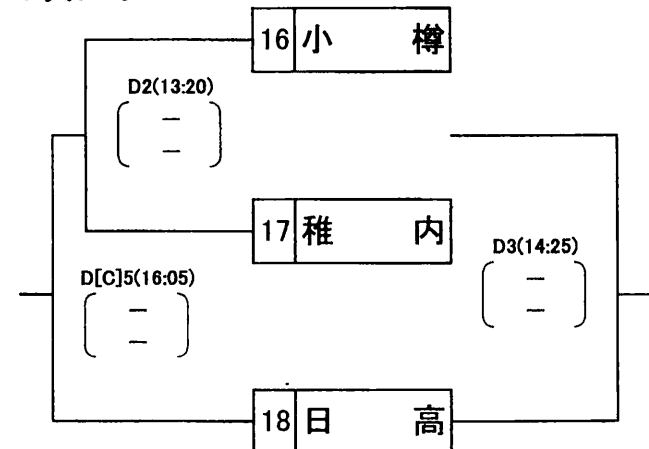 16 小 樽
D2(13:20)
17 稚 内
D3(14:25)
D[C]5(16:05)
18 日 高